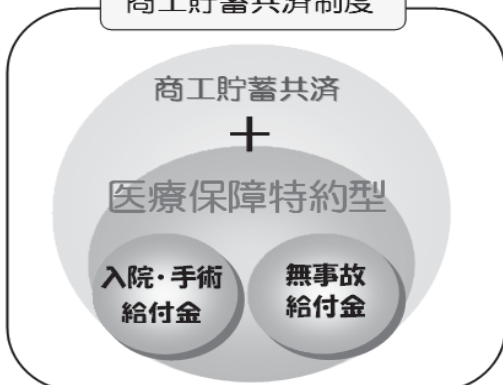 商工貯蓄共済制度
商工貯蓄共済
+
医療保障特約型
入院・手術
給付金
無事故
給付金